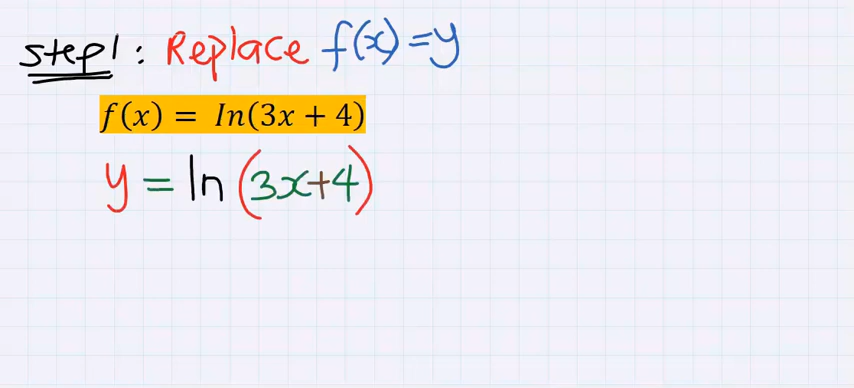 step1: Replace f(x)=y
f(x) = In(3x + 4)
y = ln (3x+4)